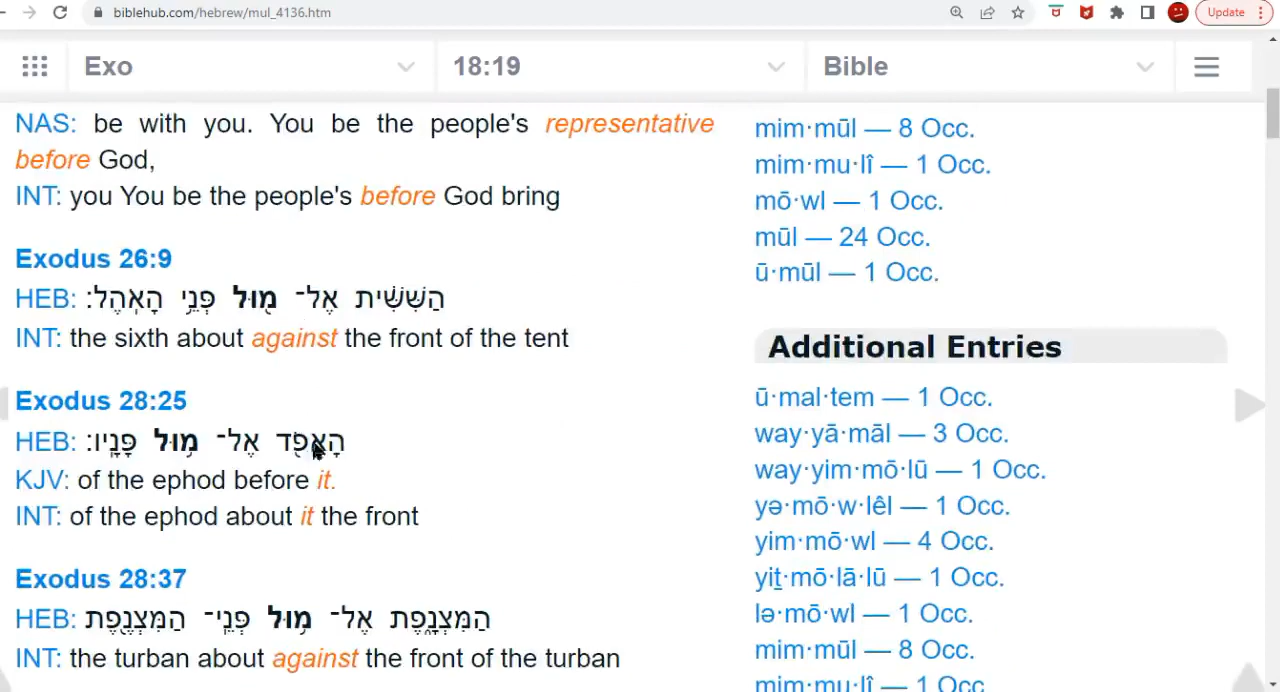 biblehub.com/hebrew/mul_4136.htm
Update
Exo
18:19
Bible
NAS: be with you. You be the people's representative
before God,
INT: you You be the people's before God bring
Exodus 26:9
HEB: הַשִּׁשִּׁ֔ית אֶל־ מ֖וּל פְּנֵ֥י הָאֹֽהֶל׃
INT: the sixth about against the front of the tent
Exodus 28:25
HEB: הָאֵפֹ֖ד אֶל־ מ֥וּל פָּנָֽיו׃
KJV: of the ephod before it.
INT: of the ephod about it the front
Exodus 28:37
HEB: הַמִּצְנָ֑פֶת אֶל־ מ֥וּל פְּנֵֽי־ הַמִּצְנֶ֖פֶת
INT: the turban about against the front of the turban
mim·mūl — 8 Occ.
mim·mu·lî — 1 Occ.
mō·wl — 1 Occ.
mūl — 24 Occ.
ū·mūl — 1 Occ.
Additional Entries
ū·mal·tem — 1 Occ.
way·yā·māl — 3 Occ.
way·yim·mō·lū — 1 Occ.
yə·mō·w·lêl — 1 Occ.
yim·mō·wl — 4 Occ.
yiṯ·mō·lā·lū — 1 Occ.
lə·mō·wl — 1 Occ.
mim·mūl — 8 Occ.
mim·mu·lî — 1 Occ.